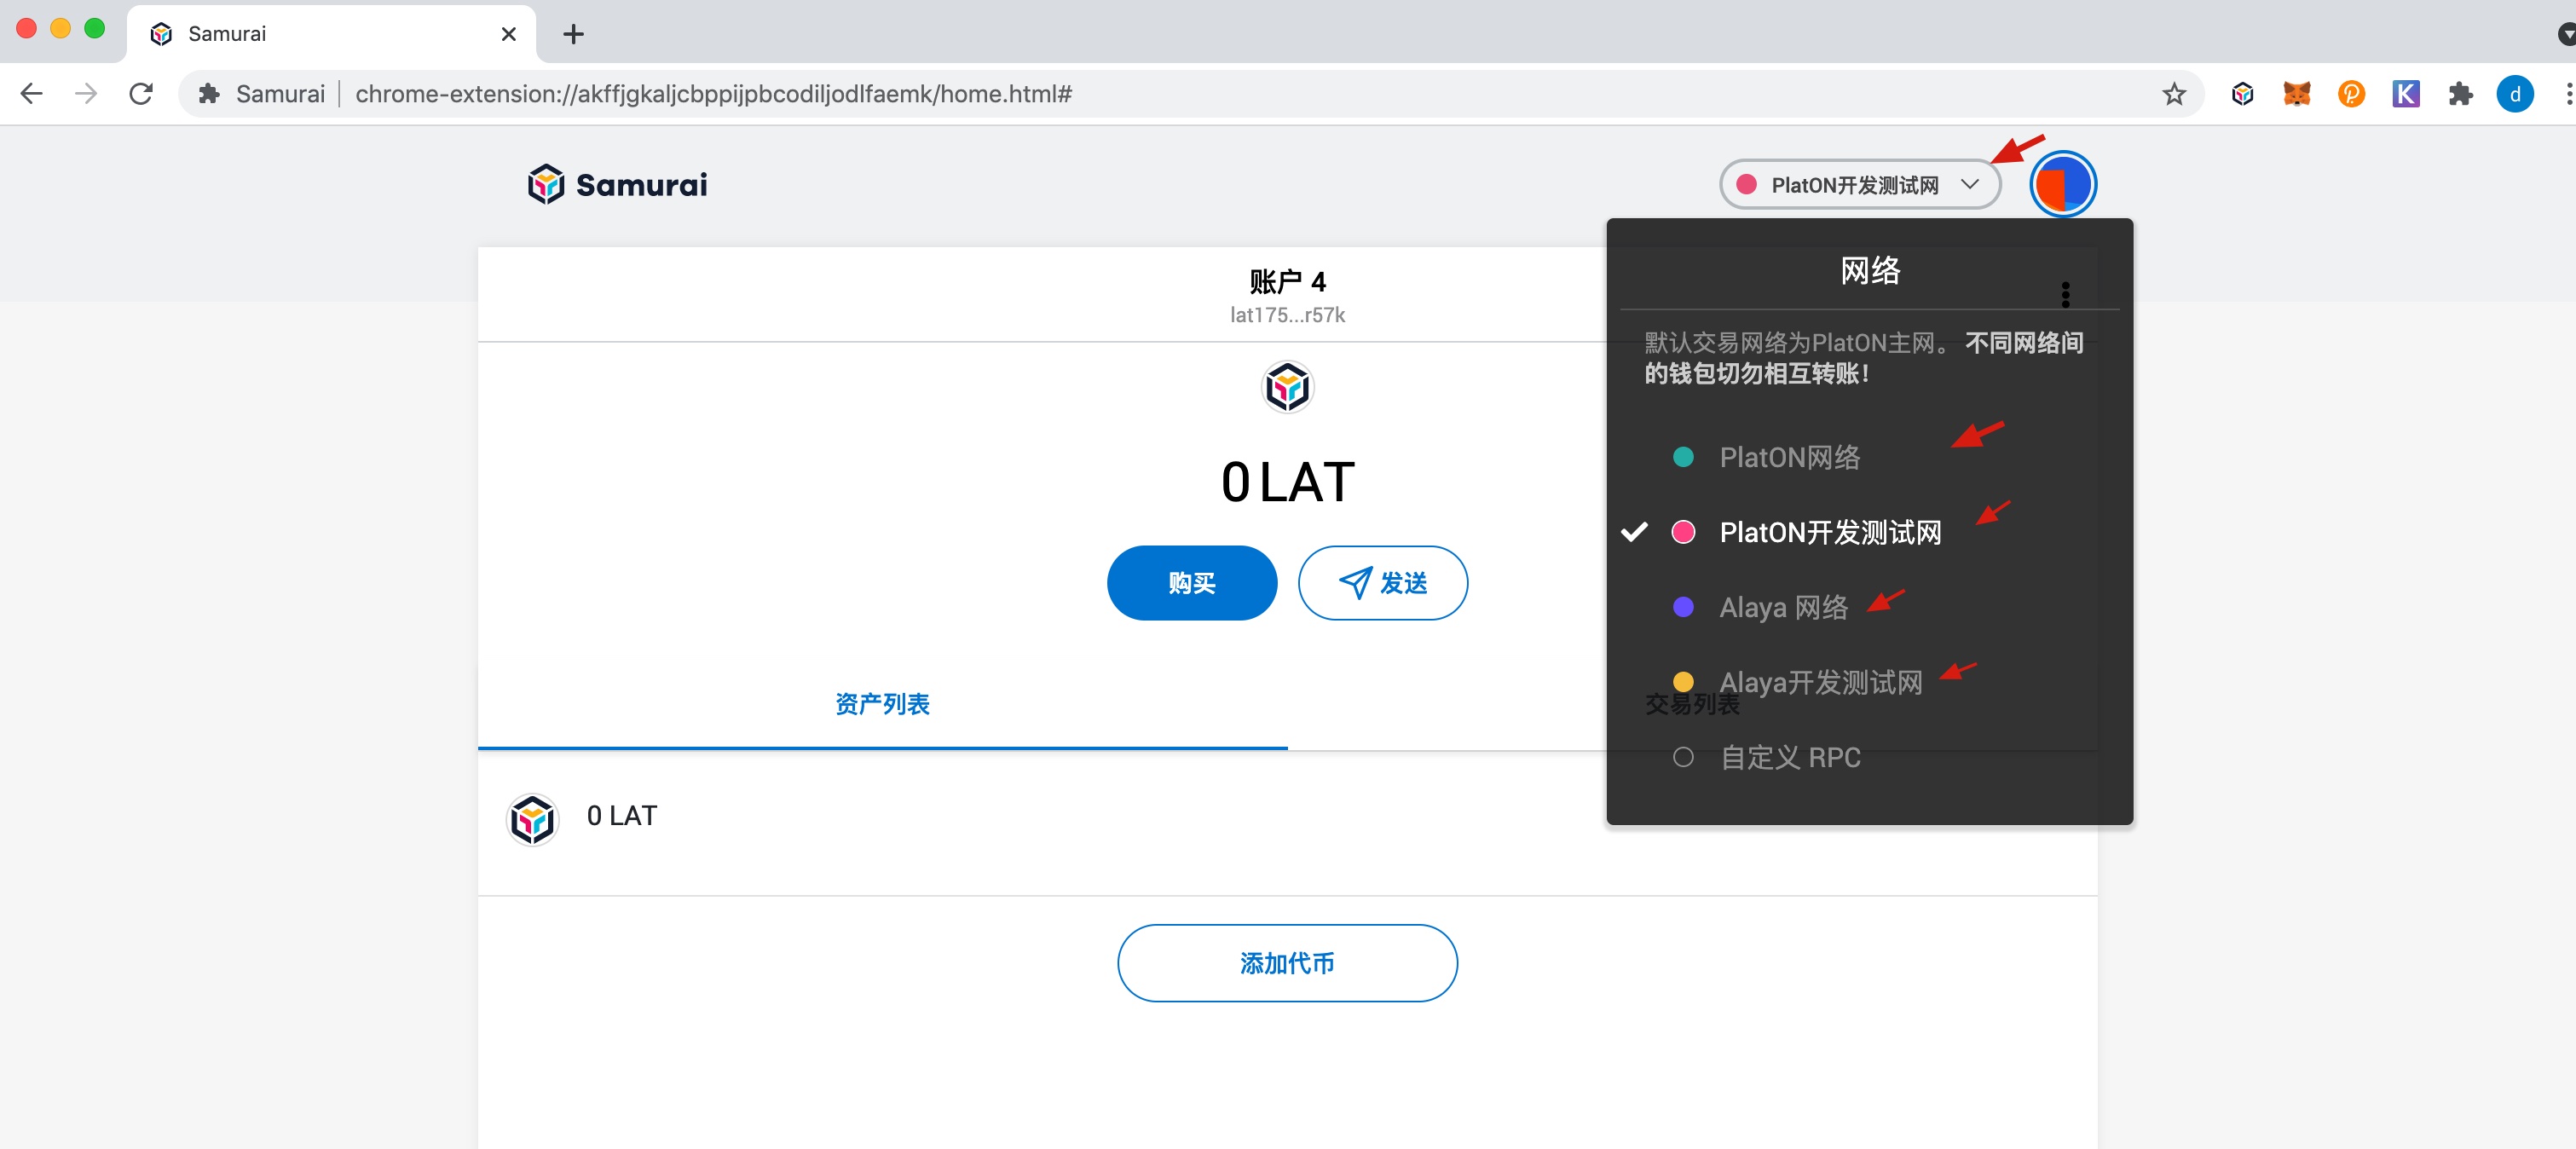 Samurai
Samurai
chrome-extension://akffjgkaljcbppijpbcodiljodlfaemk/home.html#
K
d
Samurai
PlatON开发测试网
账户 4
lat175...r57k
0 LAT
购买
发送
资产列表
交易列表
0 LAT
添加代币
网络
默认交易网络为PlatON主网。 不同网络间
的钱包切勿相互转账!
PlatON网络
PlatON开发测试网
Alaya 网络
Alaya开发测试网
自定义 RPC